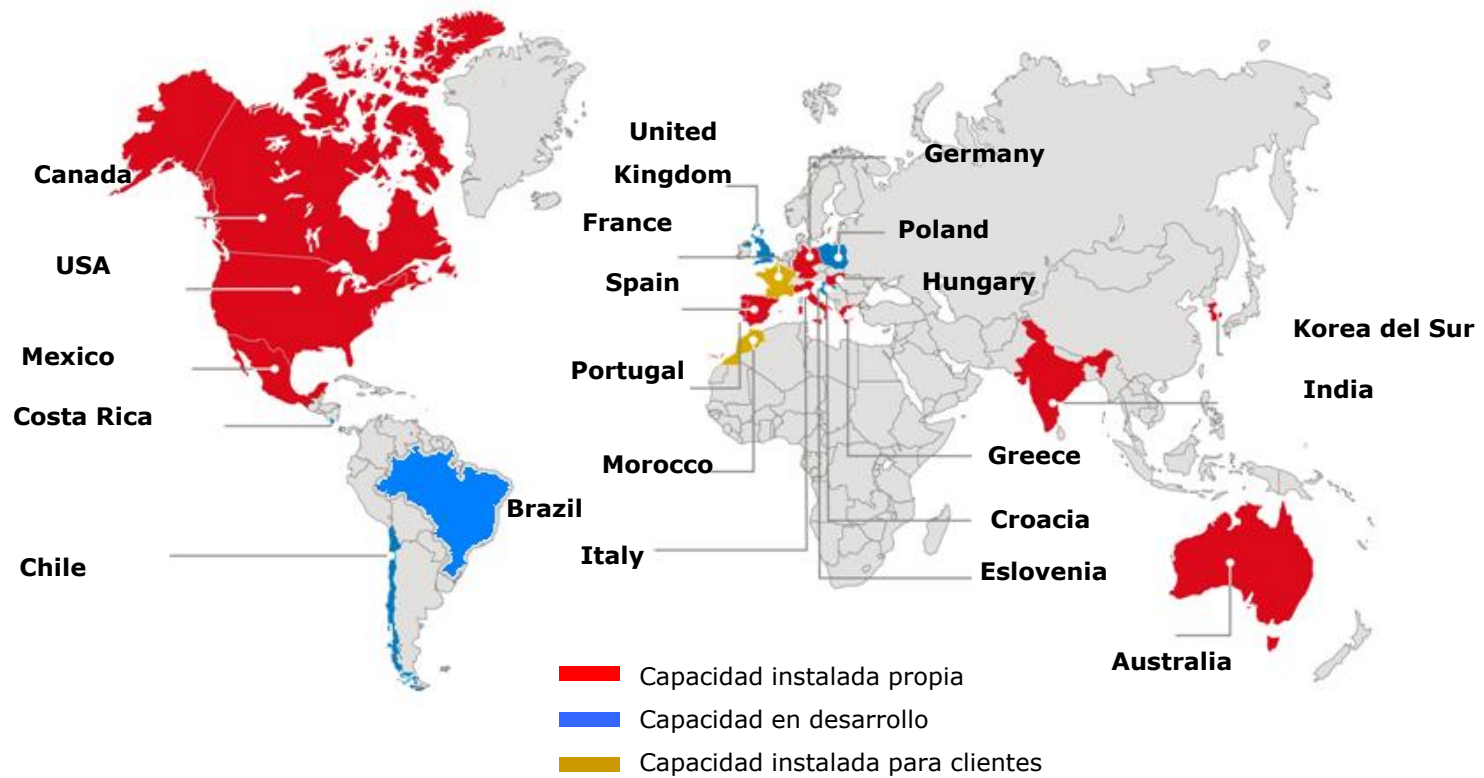 Canada
USA
Mexico
Costa Rica
Chile
Brazil
United
Kingdom
France
Spain
Portugal
Morocco
Italy
Germany
Poland
Hungary
Greece
Croacia
Eslovenia
Korea del Sur
India
Australia
Capacidad instalada propia
Capacidad en desarrollo
Capacidad instalada para clientes